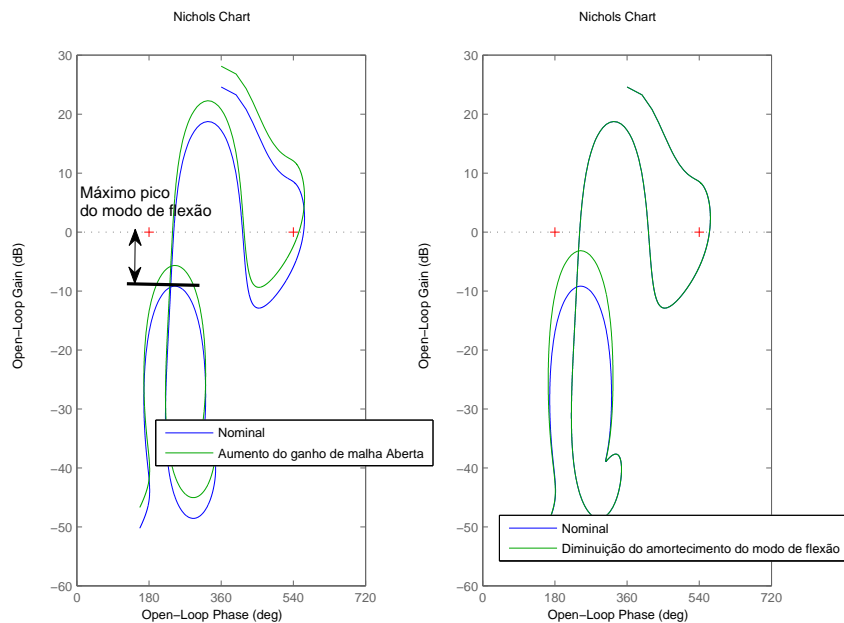 Nichols Chart
30
20
10
0
−10
−20
−30
−40
−50
−60
0
180
360
540
720
Open−Loop Gain (dB)
Open−Loop Phase (deg)
Máximo pico
do modo de flexão
Nominal
Aumento do ganho de malha Aberta
Nichols Chart
30
20
10
0
−10
−20
−30
−40
−50
−60
0
180
360
540
720
Open−Loop Gain (dB)
Open−Loop Phase (deg)
Nominal
Diminuição do amortecimento do modo de flexão